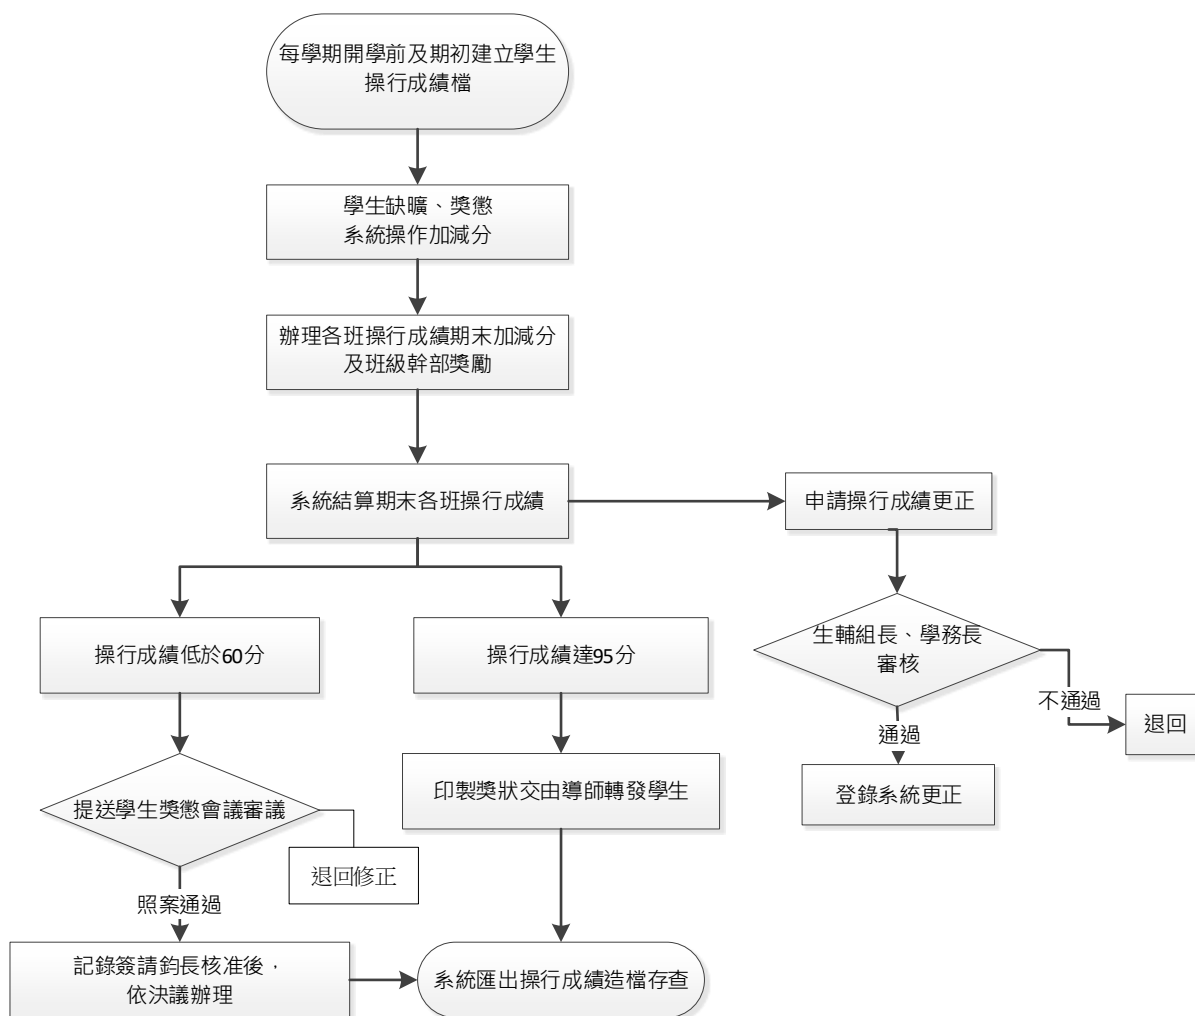 每學期開學前及期初建立學生
操行成績檔
學生缺曠、獎懲
系統操作加減分
辦理各班操行成績期末加減分
及班級幹部獎勵
系統結算期末各班操行成績
申請操行成績更正
生輔組長、學務長
審核
不通過
退回
通過
登錄系統更正
操行成績低於60分
操行成績達95分
提送學生獎懲會議審議
退回修正
照案通過
印製獎狀交由導師轉發學生
記錄簽請鈞長核准後，
依決議辦理
系統匯出操行成績造檔存查